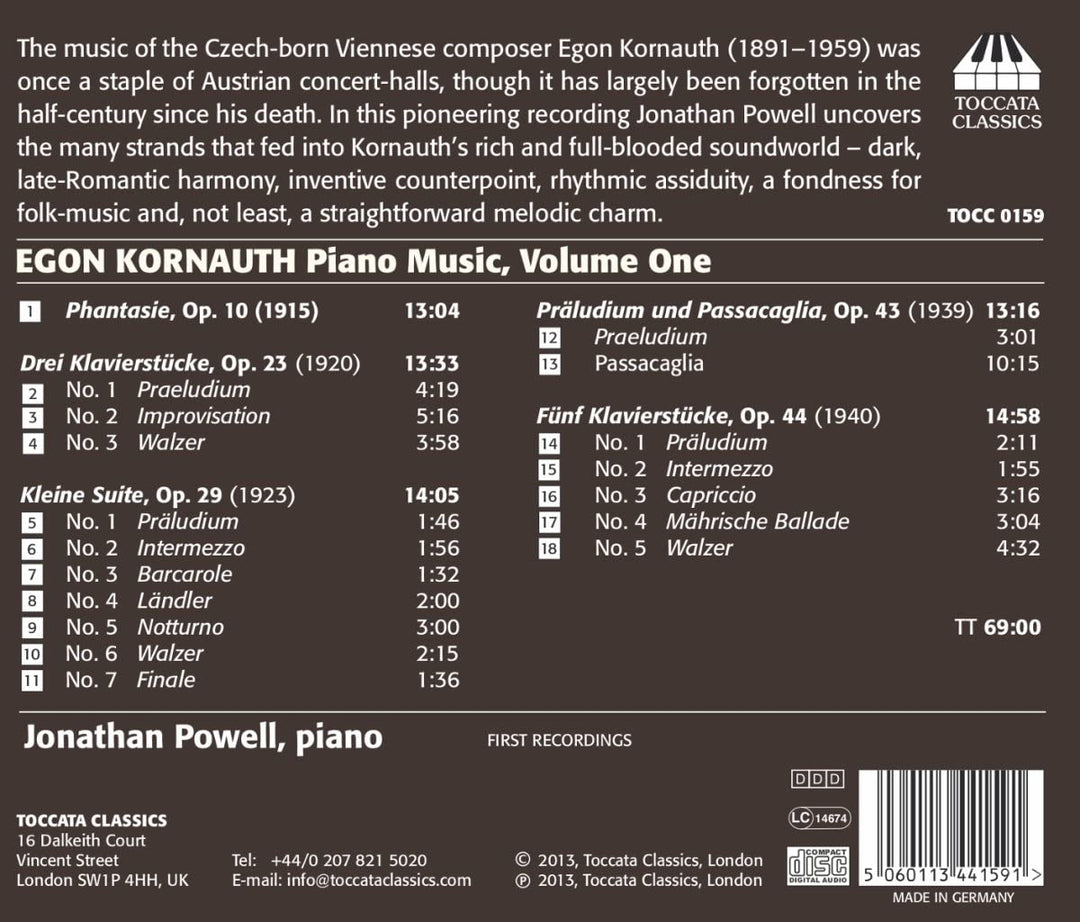 The music of the Czech-born Viennese composer Egon Kornauth (1891–1959) was
once a staple of Austrian concert-halls, though it has largely been forgotten in the
half-century since his death. In this pioneering recording Jonathan Powell uncovers
the many strands that fed into Kornauth's rich and full-blooded soundworld – dark,
late-Romantic harmony, inventive counterpoint, rhythmic assiduity, a fondness for
folk-music and, not least, a straightforward melodic charm.
TOCCATA
CLASSICS
TOCC 0159
EGON KORNAUTH Piano Music, Volume One
1 Phantasie, Op. 10 (1915) 13:04
Drei Klavierstücke, Op. 23 (1920) 13:33
2 No. 1 Praeludium 4:19
3 No. 2 Improvisation 5:16
4 No. 3 Walzer 3:58
Kleine Suite, Op. 29 (1923) 14:05
5 No. 1 Präludium 1:46
6 No. 2 Intermezzo 1:56
7 No. 3 Barcarole 1:32
8 No. 4 Ländler 2:00
9 No. 5 Notturno 3:00
10 No. 6 Walzer 2:15
11 No. 7 Finale 1:36
Präludium und Passacaglia, Op. 43 (1939) 13:16
12 Praeludium 3:01
13 Passacaglia 10:15
Fünf Klavierstücke, Op. 44 (1940) 14:58
14 No. 1 Präludium 2:11
15 No. 2 Intermezzo 1:55
16 No. 3 Capriccio 3:16
17 No. 4 Mährische Ballade 3:04
18 No. 5 Walzer 4:32
TT 69:00
Jonathan Powell, piano
FIRST RECORDINGS
TOCCATA CLASSICS
16 Dalkeith Court
Vincent Street
London SW1P 4HH, UK
Tel: +44/0 207 821 5020
E-mail: info@toccataclassics.com
© 2013, Toccata Classics, London
℗ 2013, Toccata Classics, London
DDD
LC 14674
COMPACT
disc
DIGITAL AUDIO
5 060113 441591 >
MADE IN GERMANY